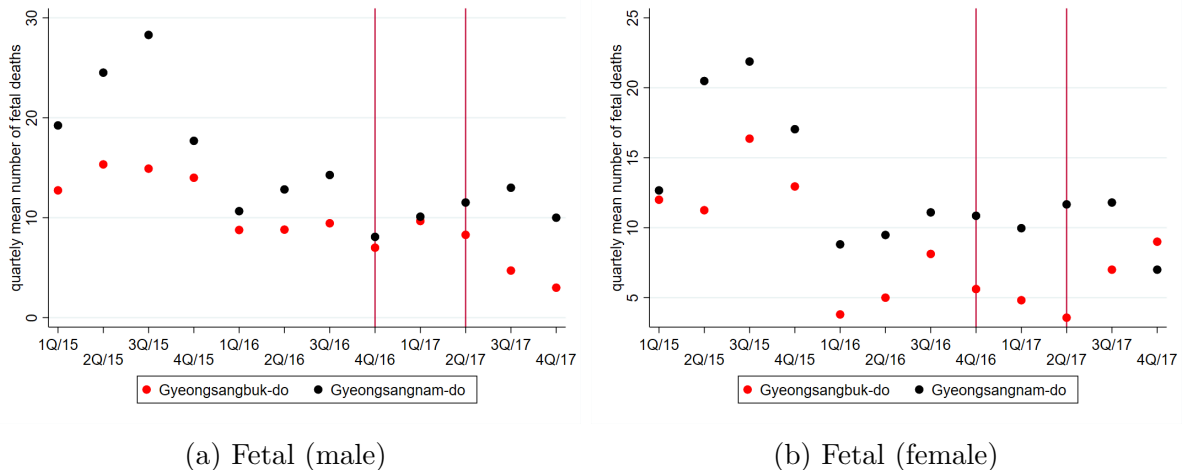 quartely mean number of fetal deaths
30
20
10
0
1Q/15 3Q/15 1Q/16 3Q/16 1Q/17 3Q/17
2Q/15 4Q/15 2Q/16 4Q/16 2Q/17 4Q/17
Gyeongsangbuk-do Gyeongsangnam-do
(a) Fetal (male)
quartely mean number of fetal deaths
25
20
15
10
5
1Q/15 3Q/15 1Q/16 3Q/16 1Q/17 3Q/17
2Q/15 4Q/15 2Q/16 4Q/16 2Q/17 4Q/17
Gyeongsangbuk-do Gyeongsangnam-do
(b) Fetal (female)